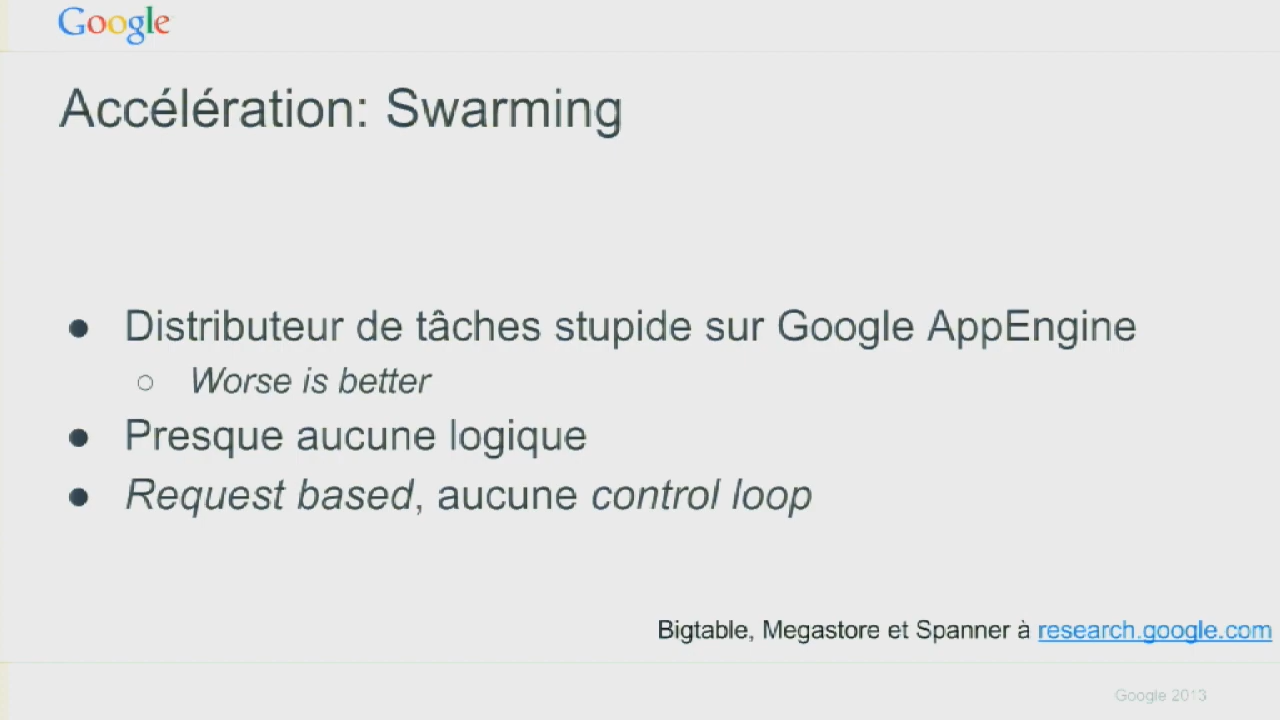 Google
Accélération: Swarming
● Distributeur de tâches stupide sur Google AppEngine
○ Worse is better
● Presque aucune logique
● Request based, aucune control loop
Bigtable, Megastore et Spanner à research.google.com
Google 2013